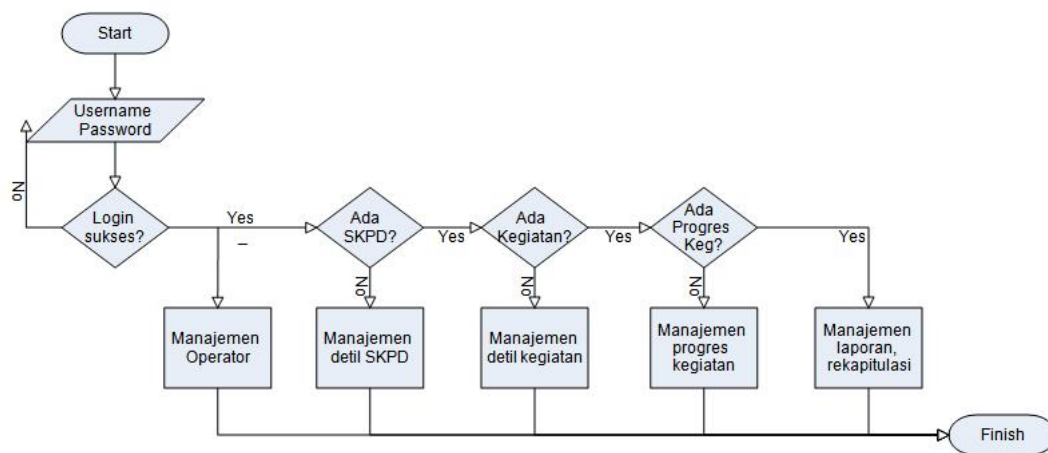 Start
Username
Password
No
Login
sukses?
Yes
_
Ada
SKPD?
Yes
Ada
Kegiatan?
Yes
Ada
Progres
Keg?
Yes
No
No
No
Manajemen
Operator
Manajemen
detil SKPD
Manajemen
detil kegiatan
Manajemen
progres
kegiatan
Manajemen
laporan,
rekapitulasi
Finish